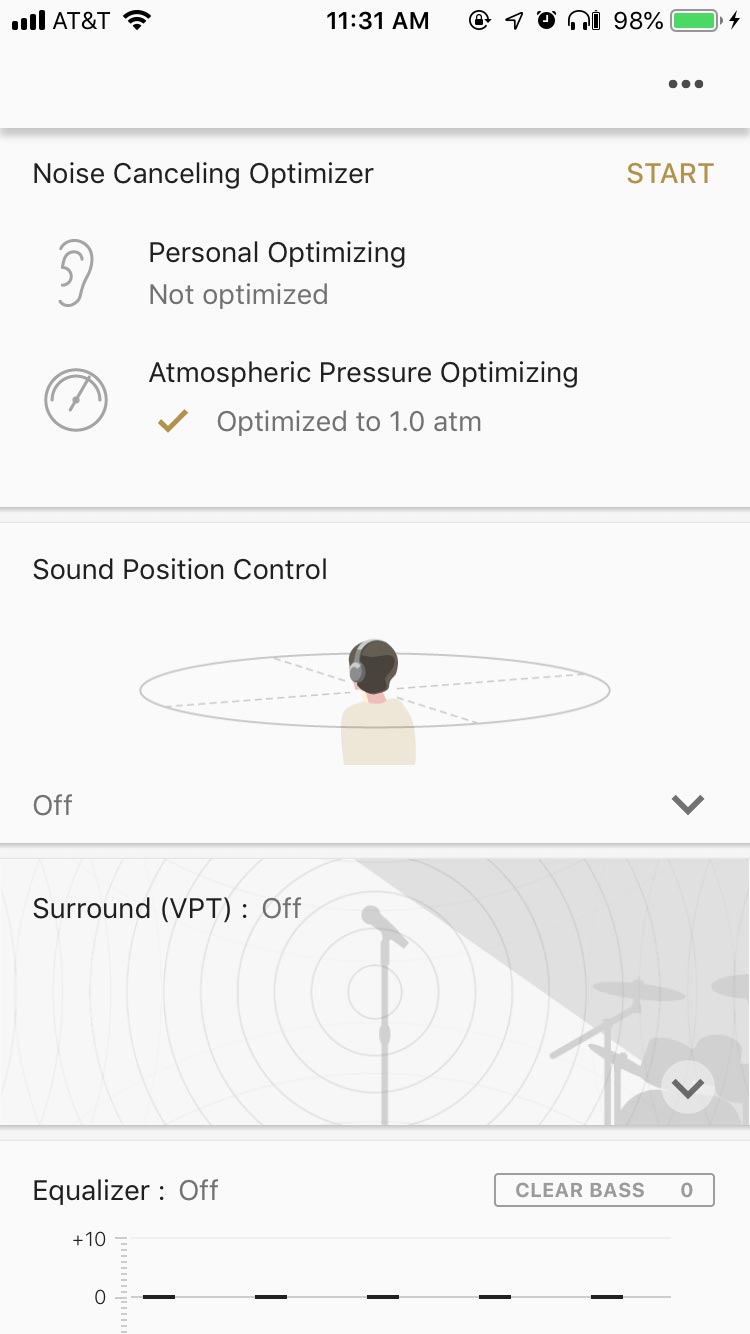 AT&T 11:31 AM 98%
Noise Canceling Optimizer START
Personal Optimizing
Not optimized
Atmospheric Pressure Optimizing
Optimized to 1.0 atm
Sound Position Control
Off
Surround (VPT) : Off
Equalizer : Off CLEAR BASS 0
+10
0